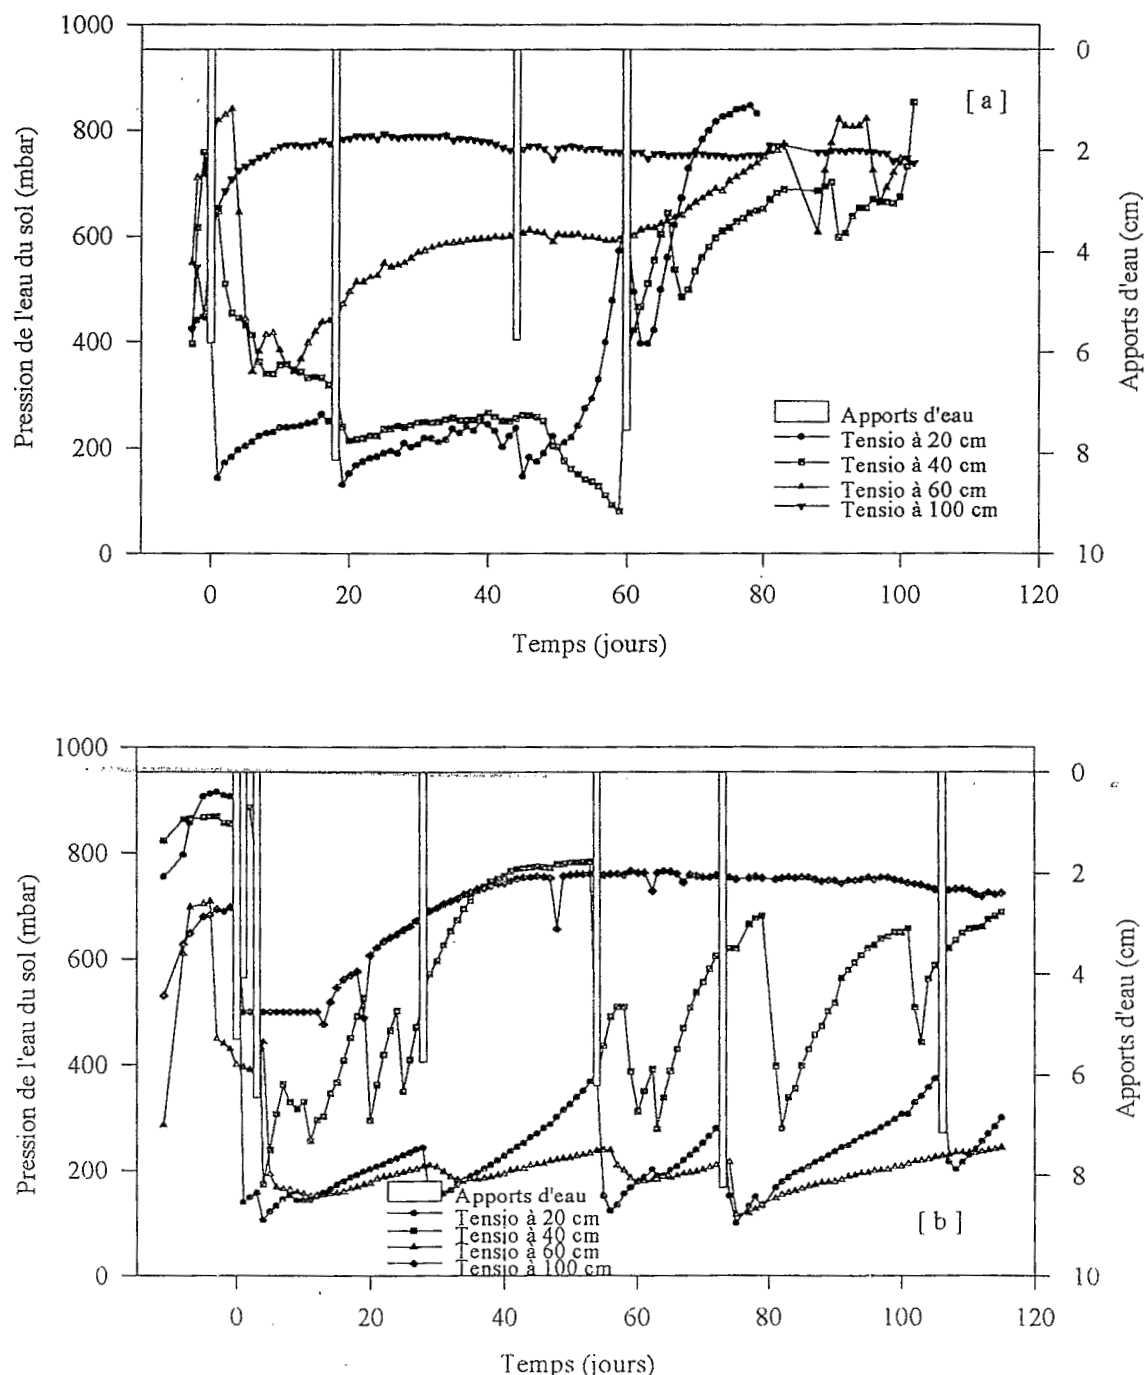 1000
800
600
400
200
0
Pression de l'eau du sol (mbar)
0
2
4
6
8
10
Apports d'eau (cm)
[ a ]
Apports d'eau
Tensio à 20 cm
Tensio à 40 cm
Tensio à 60 cm
Tensio à 100 cm
0 20 40 60 80 100 120
Temps (jours)
1000
800
600
400
200
0
Pression de l'eau du sol (mbar)
0
2
4
6
8
10
Apports d'eau (cm)
Apports d'eau
Tensio à 20 cm
Tensio à 40 cm
Tensio à 60 cm
Tensio à 100 cm
[ b ]
0 20 40 60 80 100 120
Temps (jours)